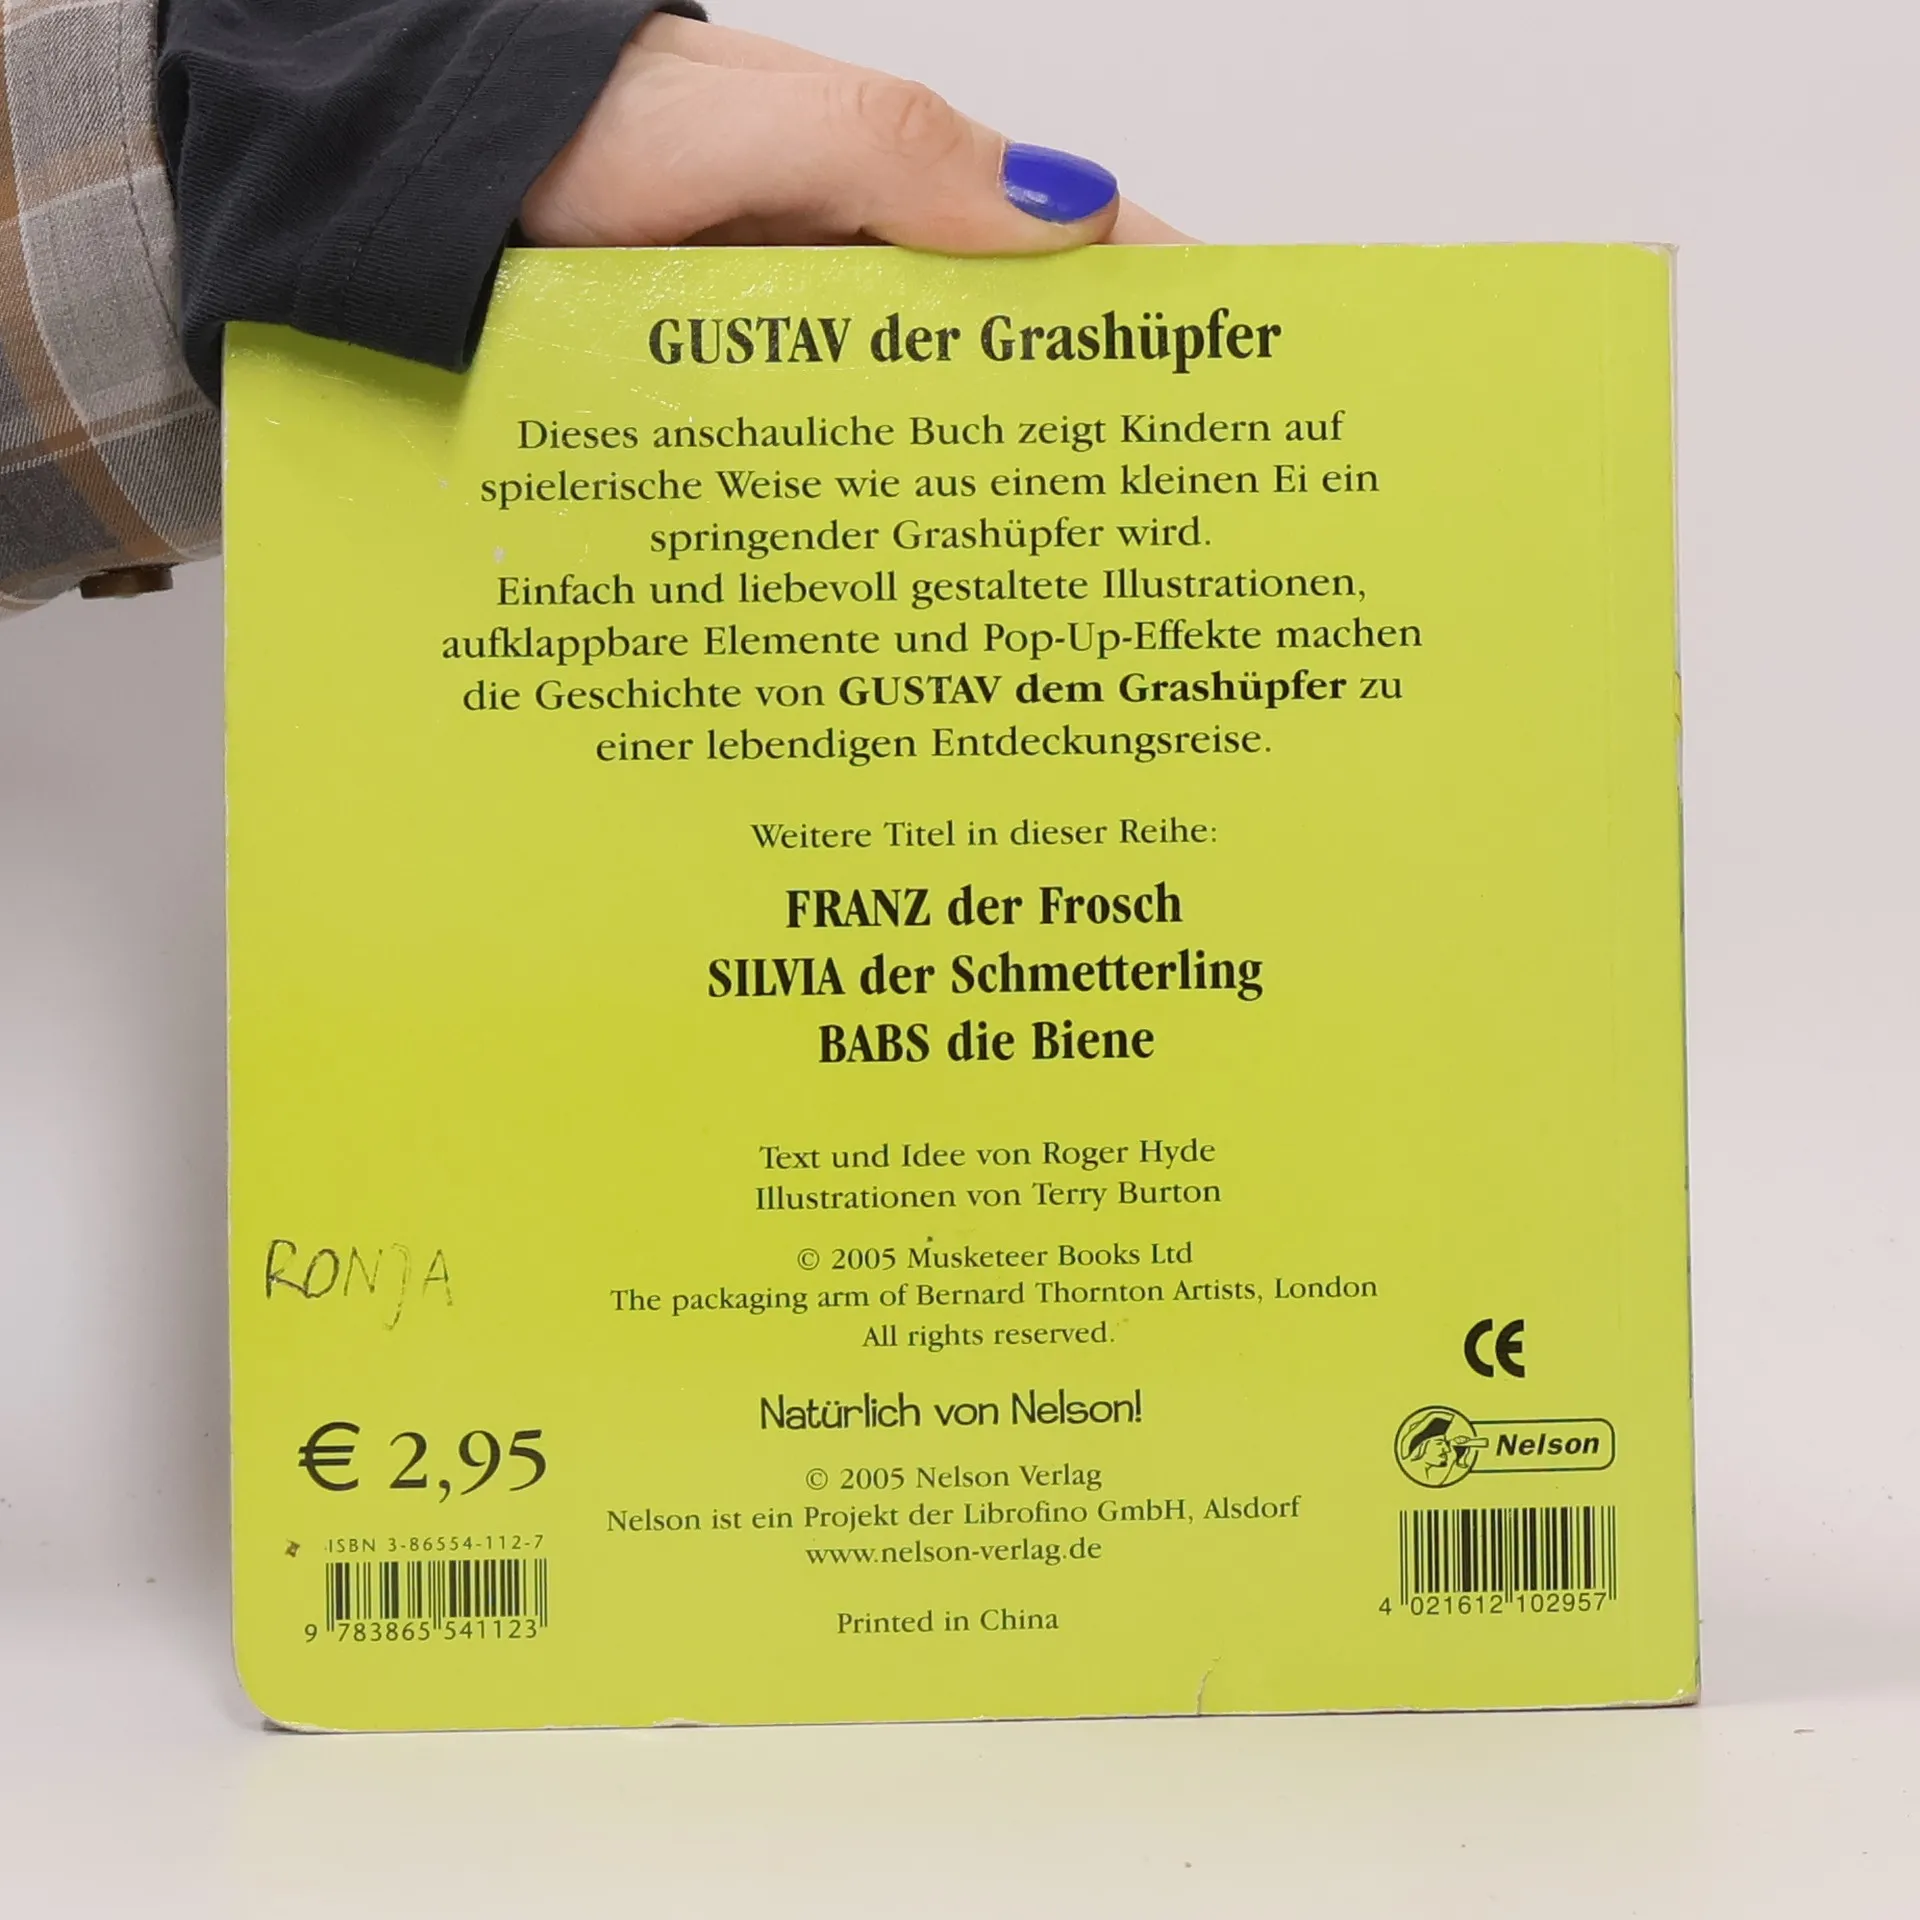 GUSTAV der Grashüpfer
Dieses anschauliche Buch zeigt Kindern auf
spielerische Weise wie aus einem kleinen Ei ein
springender Grashüpfer wird.
Einfach und liebevoll gestaltete Illustrationen,
aufklappbare Elemente und Pop-Up-Effekte machen
die Geschichte von GUSTAV dem Grashüpfer zu
einer lebendigen Entdeckungsreise.
Weitere Titel in dieser Reihe:
FRANZ der Frosch
SILVIA der Schmetterling
BABS die Biene
Text und Idee von Roger Hyde
Illustrationen von Terry Burton
© 2005 Musketeer Books Ltd
The packaging arm of Bernard Thornton Artists, London
All rights reserved.
RONJA
CE
Natürlich von Nelson!
€ 2,95
Nelson
© 2005 Nelson Verlag
Nelson ist ein Projekt der Librofino GmbH, Alsdorf
www.nelson-verlag.de
ISBN 3-86554-112-7
9 783865 541123
4 021612 102957
Printed in China